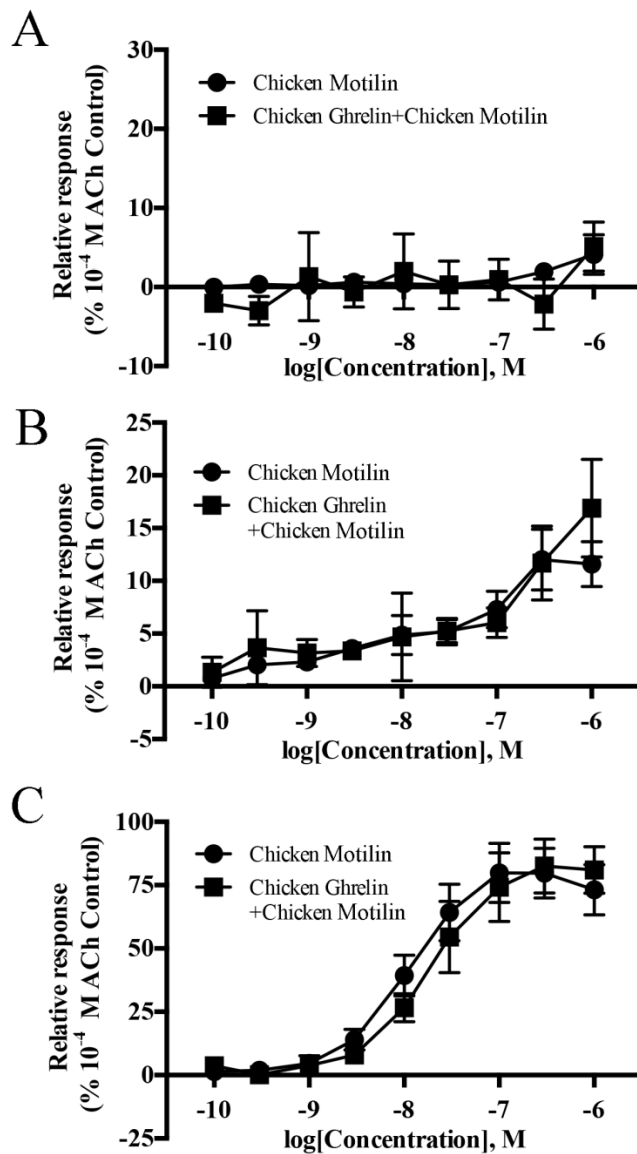 A
Relative response
(% 10⁻⁴ M ACh Control)
30
20
10
0
-10
Chicken Motilin
Chicken Ghrelin+Chicken Motilin
-10
-9
-8
-7
-6
log[Concentration], M
B
Relative response
(% 10⁻⁴ M ACh Control)
25
20
15
10
5
0
-5
Chicken Motilin
Chicken Ghrelin
+Chicken Motilin
-10
-9
-8
-7
-6
log[Concentration], M
C
Relative response
(% 10⁻⁴ M ACh Control)
100
75
50
25
0
-25
Chicken Motilin
Chicken Ghrelin
+Chicken Motilin
-10
-9
-8
-7
-6
log[Concentration], M